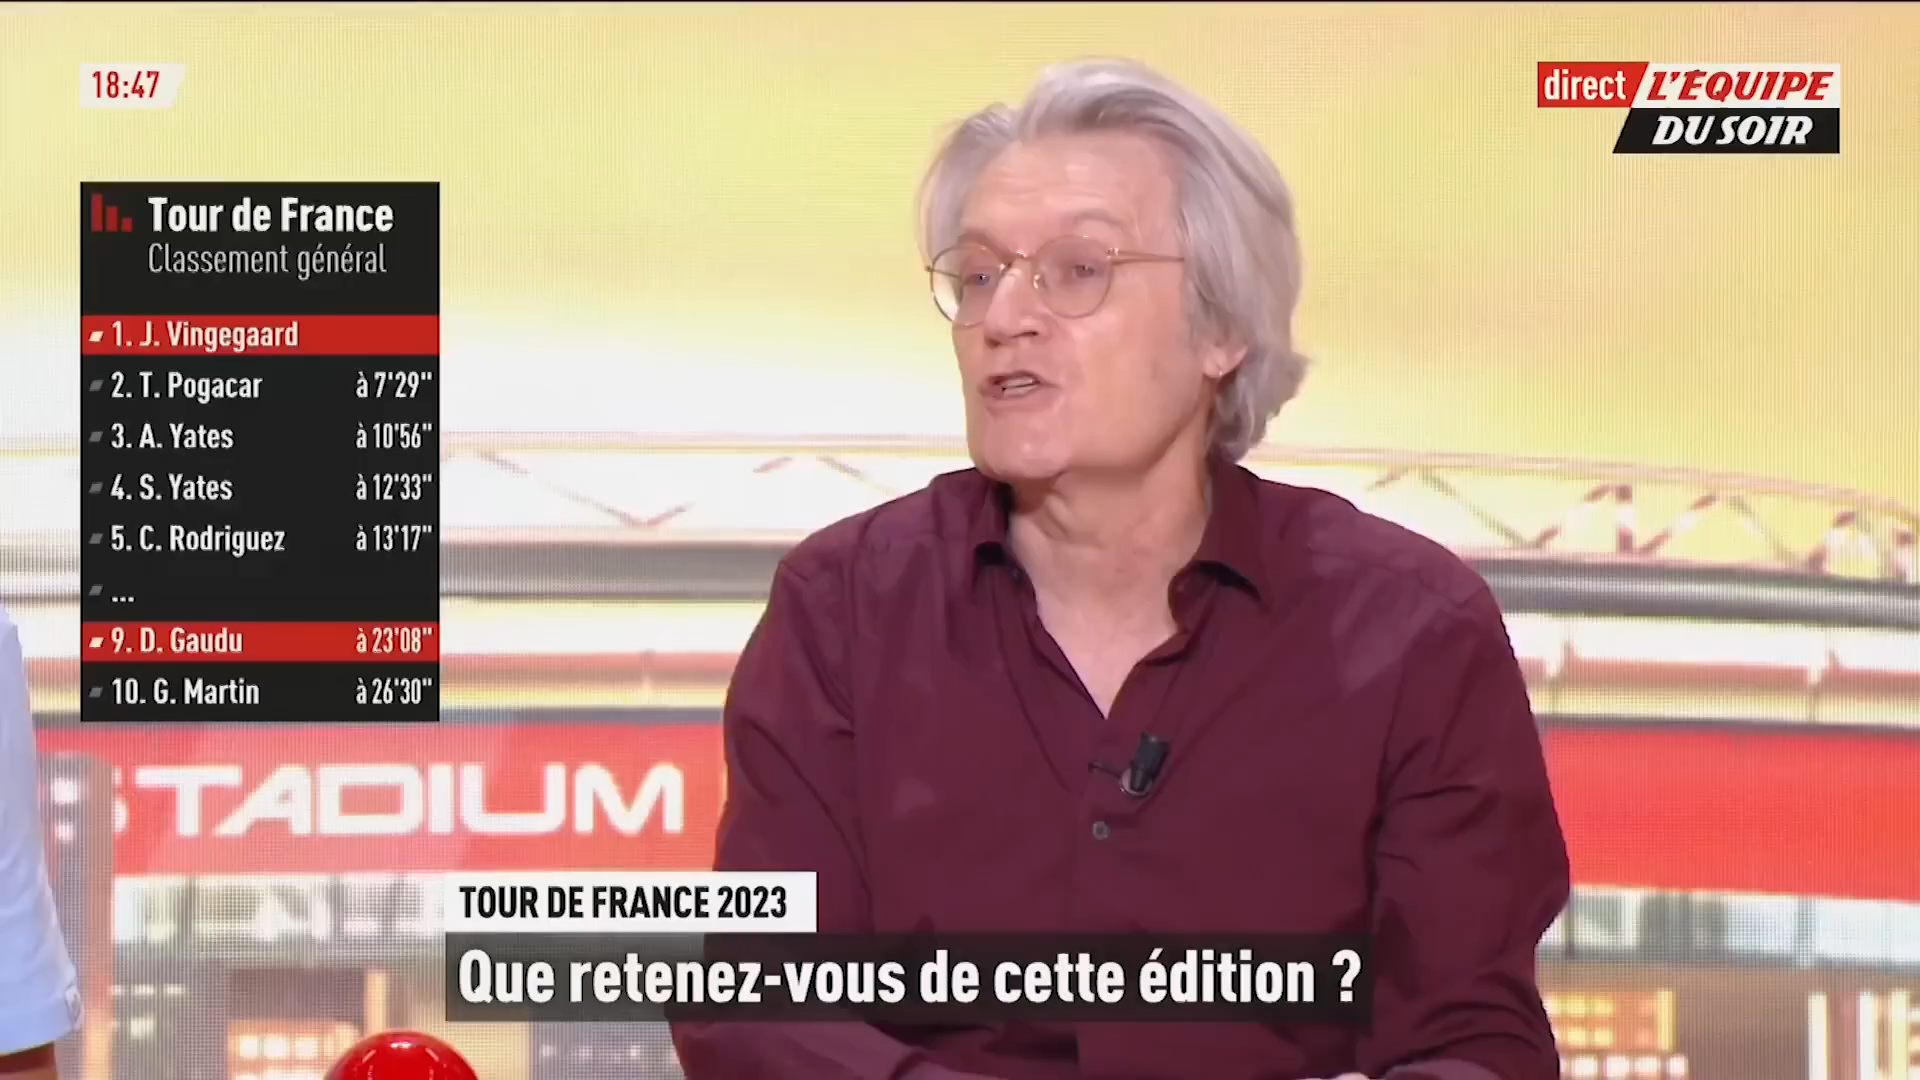 18:47
direct L'ÉQUIPE
DU SOIR
Tour de France
Classement général
1. J. Vingegaard
2. T. Pogacar à 7'29"
3. A. Yates à 10'56"
4. S. Yates à 12'33"
5. C. Rodriguez à 13'17"
...
9. D. Gaudu à 23'08"
10. G. Martin à 26'30"
STADIUM
TOUR DE FRANCE 2023
Que retenez-vous de cette édition ?